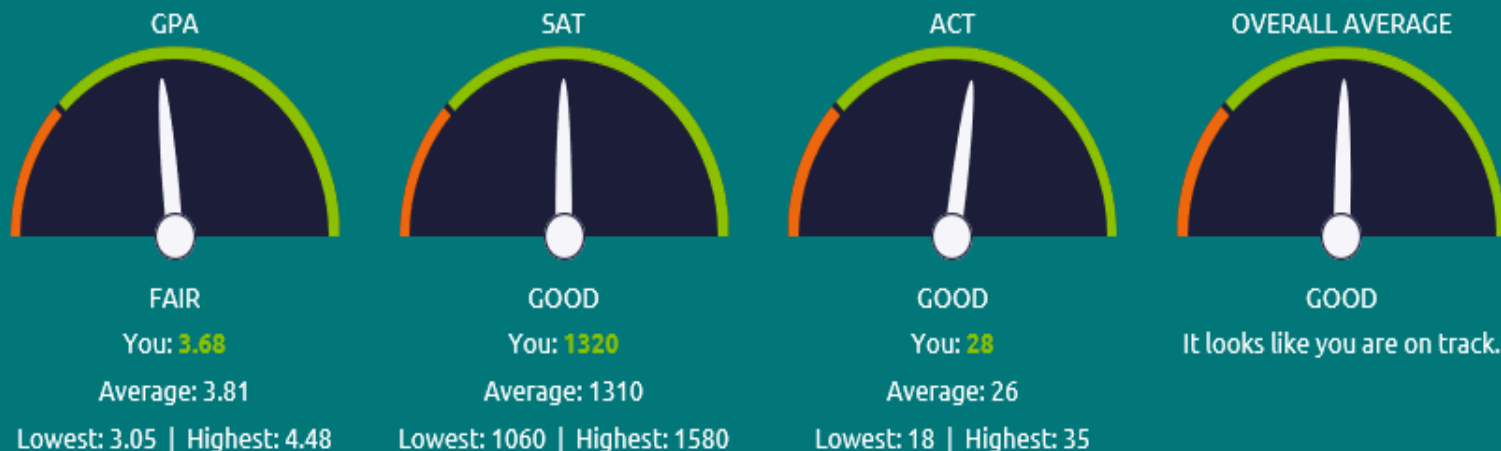 GPA
FAIR
You: 3.68
Average: 3.81
Lowest: 3.05 | Highest: 4.48
SAT
GOOD
You: 1320
Average: 1310
Lowest: 1060 | Highest: 1580
ACT
GOOD
You: 28
Average: 26
Lowest: 18 | Highest: 35
OVERALL AVERAGE
GOOD
It looks like you are on track.